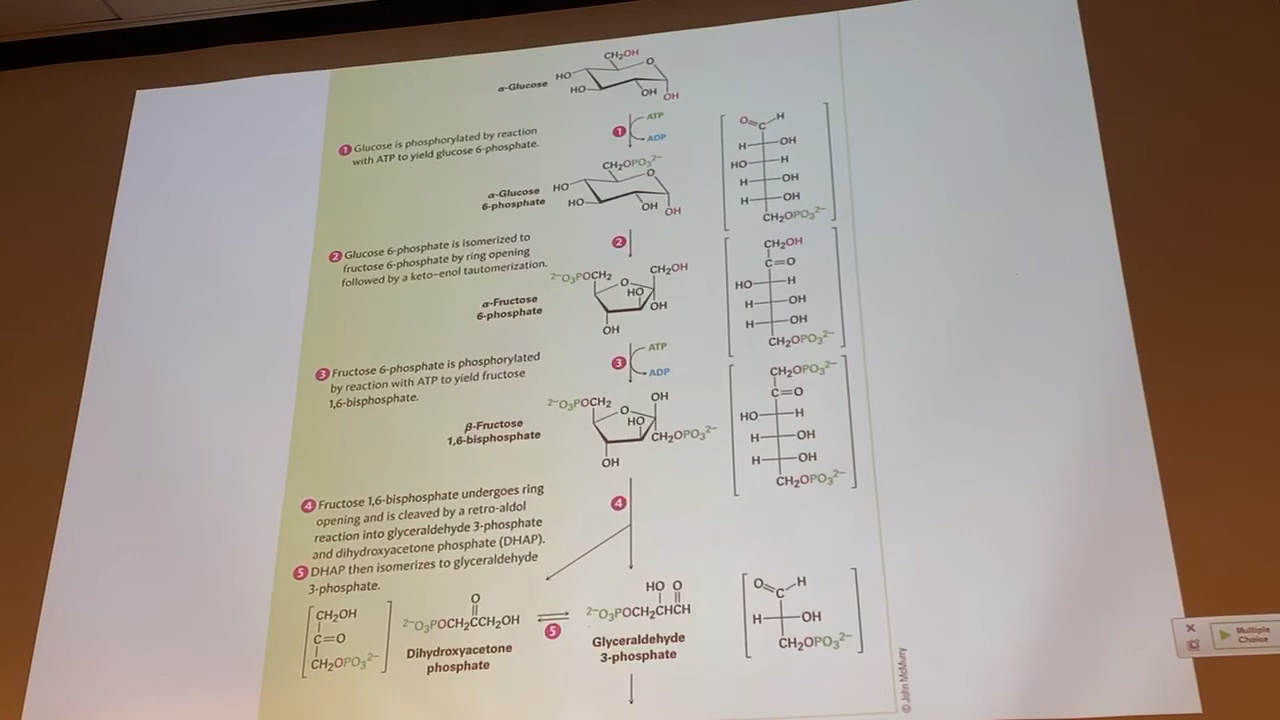 CH₂OH
O
HO
HO
OH
OH
α-Glucose
1 Glucose is phosphorylated by reaction
with ATP to yield glucose 6-phosphate.
1
ATP
ADP
CH₂OPO₃²⁻
O
HO
HO
OH
OH
α-Glucose
6-phosphate
O
C
H
H OH
HO H
H OH
H OH
CH₂OPO₃²⁻
2 Glucose 6-phosphate is isomerized to
fructose 6-phosphate by ring opening
followed by a keto–enol tautomerization.
2
²⁻O₃POCH₂
O
CH₂OH
HO
OH
OH
α-Fructose
6-phosphate
CH₂OH
C=O
HO H
H OH
H OH
CH₂OPO₃²⁻
3 Fructose 6-phosphate is phosphorylated
by reaction with ATP to yield fructose
1,6-bisphosphate.
3
ATP
ADP
²⁻O₃POCH₂
O
OH
HO
CH₂OPO₃²⁻
OH
β-Fructose
1,6-bisphosphate
CH₂OPO₃²⁻
C=O
HO H
H OH
H OH
CH₂OPO₃²⁻
4 Fructose 1,6-bisphosphate undergoes ring
opening and is cleaved by a retro-aldol
reaction into glyceraldehyde 3-phosphate
and dihydroxyacetone phosphate (DHAP).
4
5 DHAP then isomerizes to glyceraldehyde
3-phosphate.
CH₂OH
C=O
CH₂OPO₃²⁻
O
²⁻O₃POCH₂CCH₂OH
Dihydroxyacetone
phosphate
5
HO O
²⁻O₃POCH₂CHCH
Glyceraldehyde
3-phosphate
O
C
H
H OH
CH₂OPO₃²⁻
© John McMurry
Multiple
Choice